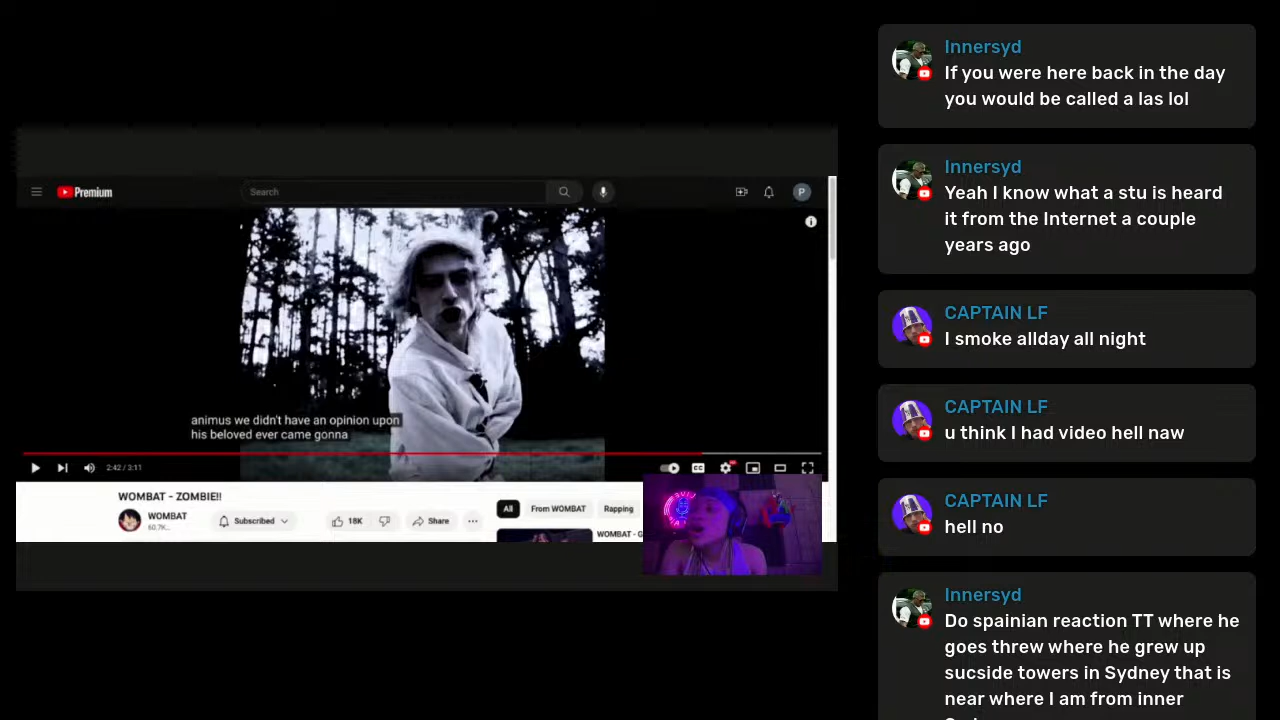 Premium
Search
P
animus we didn't have an opinion upon
his beloved ever came gonna
2:42 / 3:11
CC
WOMBAT - ZOMBIE!!
WOMBAT
60.7K...
Subscribed
18K
Share
All
From WOMBAT
Rapping
WOMBAT - G
Innersyd
If you were here back in the day
you would be called a las lol
Innersyd
Yeah I know what a stu is heard
it from the Internet a couple
years ago
CAPTAIN LF
I smoke allday all night
CAPTAIN LF
u think I had video hell naw
CAPTAIN LF
hell no
Innersyd
Do spainian reaction TT where he
goes threw where he grew up
sucside towers in Sydney that is
near where I am from inner